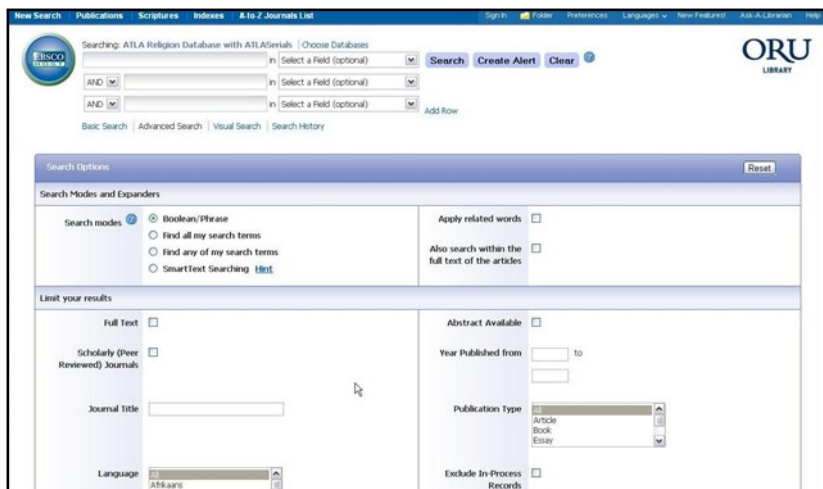 New Search Publications Scriptures Indexes A-to-Z Journals List Sign In Folder Preferences Languages New Features! Ask-A-Librarian Help
Searching: ATLA Religion Database with ATLASerials Choose Databases
EBSCO
in Select a Field (optional) Search Create Alert Clear
ORU
LIBRARY
AND in Select a Field (optional)
AND in Select a Field (optional) Add Row
Basic Search Advanced Search Visual Search Search History
Search Options Reset
Search Modes and Expanders
Search modes Boolean/Phrase Apply related words
Find all my search terms
Find any of my search terms Also search within the
full text of the articles
SmartText Searching Hint
Limit your results
Full Text Abstract Available
Scholarly (Peer
Reviewed) Journals Year Published from to
Journal Title Publication Type All
Article
Book
Essay
Language All Exclude In-Process
Records
Afrikaans